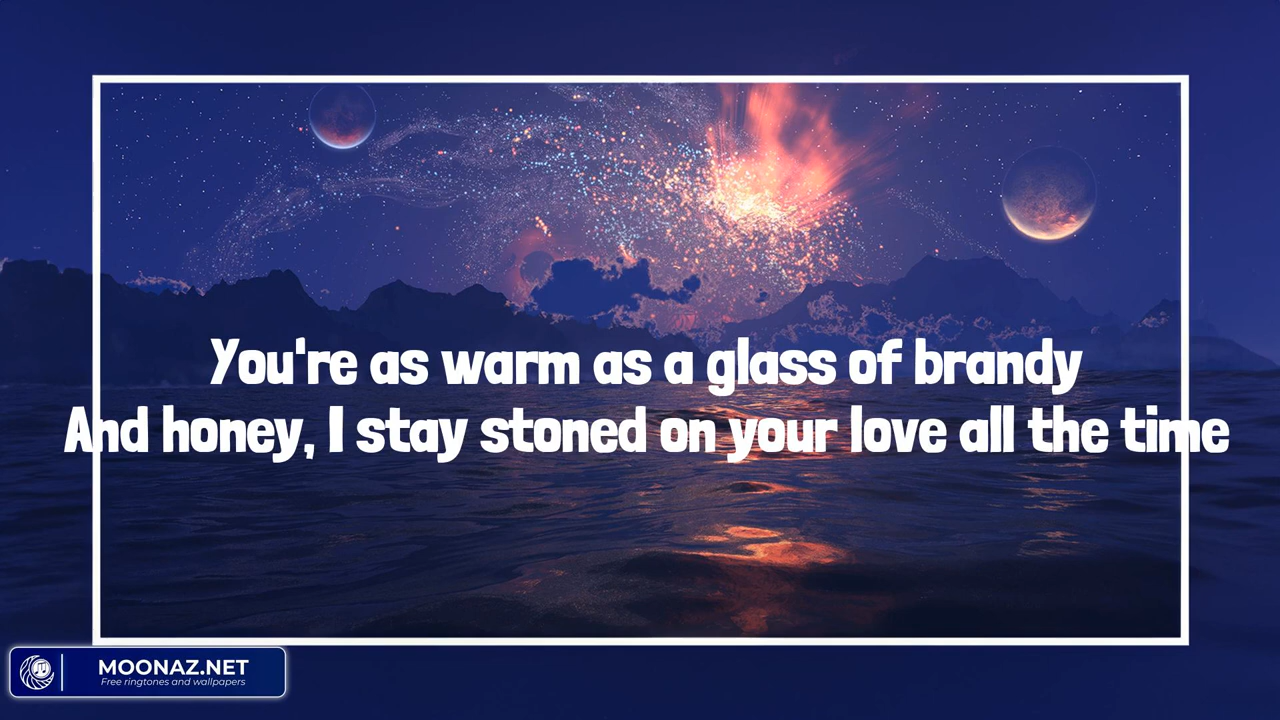 You're as warm as a glass of brandy
And honey, I stay stoned on your love all the time
MOONAZ.NET
Free ringtones and wallpapers